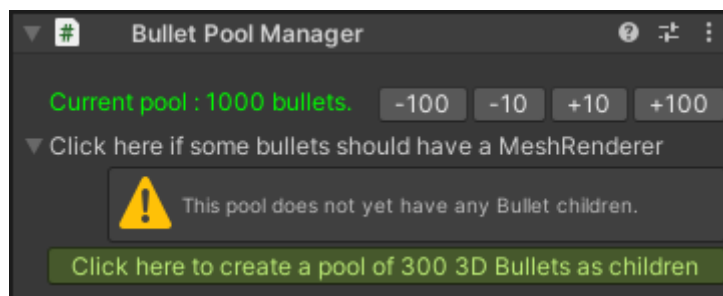 # Bullet Pool Manager ?
Current pool : 1000 bullets. -100 -10 +10 +100
Click here if some bullets should have a MeshRenderer
This pool does not yet have any Bullet children.
Click here to create a pool of 300 3D Bullets as children